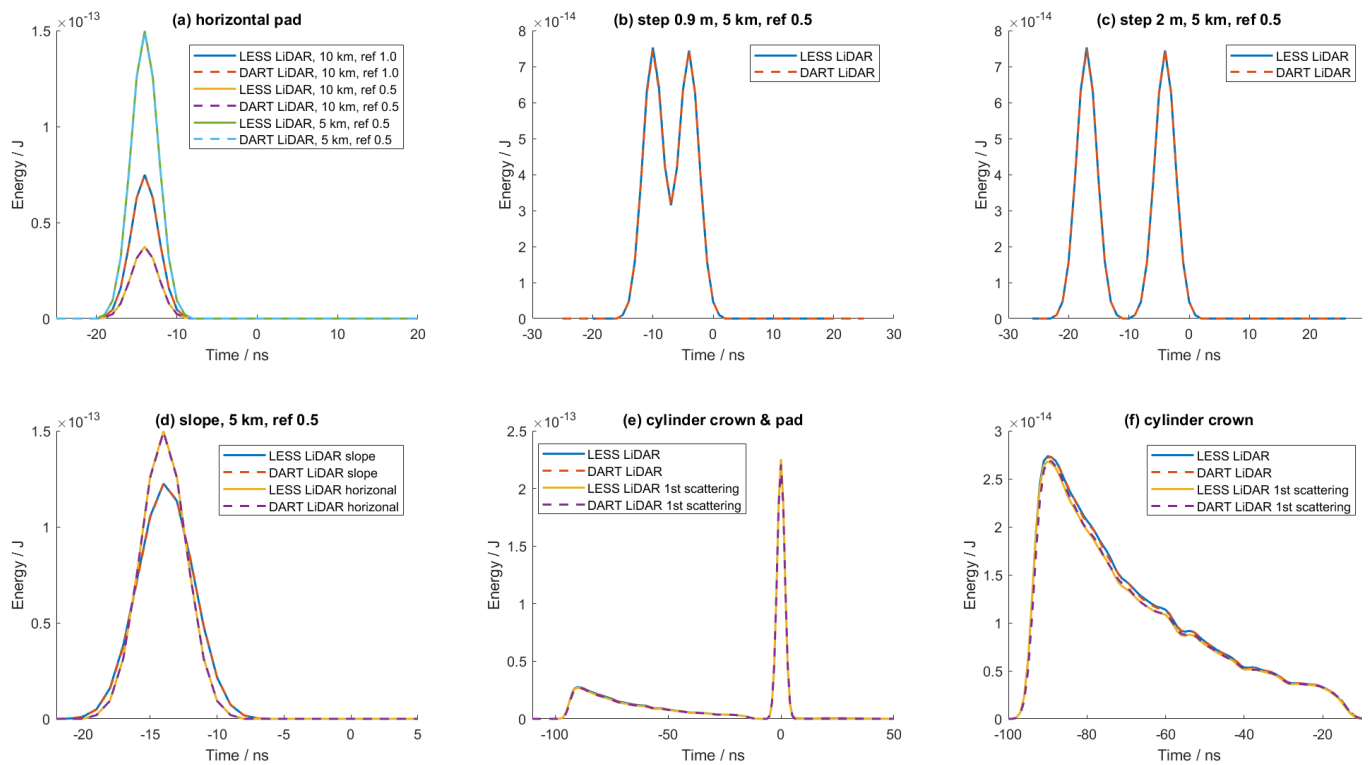 (a) horizontal pad
×10⁻¹³
1.5
1
0.5
0
Energy / J
-20
-10
0
10
20
Time / ns
LESS LiDAR, 10 km, ref 1.0
DART LiDAR, 10 km, ref 1.0
LESS LiDAR, 10 km, ref 0.5
DART LiDAR, 10 km, ref 0.5
LESS LiDAR, 5 km, ref 0.5
DART LiDAR, 5 km, ref 0.5
(b) step 0.9 m, 5 km, ref 0.5
×10⁻¹⁴
8
7
6
5
4
3
2
1
0
Energy / J
-30
-20
-10
0
10
20
30
Time / ns
LESS LiDAR
DART LiDAR
(c) step 2 m, 5 km, ref 0.5
×10⁻¹⁴
8
7
6
5
4
3
2
1
0
Energy / J
-30
-20
-10
0
10
20
Time / ns
LESS LiDAR
DART LiDAR
(d) slope, 5 km, ref 0.5
×10⁻¹³
1.5
1
0.5
0
Energy / J
-20
-15
-10
-5
0
5
Time / ns
LESS LiDAR slope
DART LiDAR slope
LESS LiDAR horizonal
DART LiDAR horizonal
(e) cylinder crown & pad
×10⁻¹³
2.5
2
1.5
1
0.5
0
Energy / J
-100
-50
0
50
Time / ns
LESS LiDAR
DART LiDAR
LESS LiDAR 1st scattering
DART LiDAR 1st scattering
(f) cylinder crown
×10⁻¹⁴
3
2.5
2
1.5
1
0.5
0
Energy / J
-100
-80
-60
-40
-20
Time / ns
LESS LiDAR
DART LiDAR
LESS LiDAR 1st scattering
DART LiDAR 1st scattering